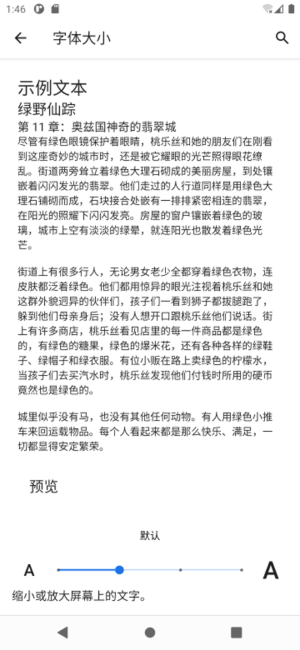 1:46
字体大小
示例文本
绿野仙踪
第 11 章：奥兹国神奇的翡翠城
尽管有绿色眼镜保护着眼睛，桃乐丝和她的朋友们在刚看
到这座奇妙的城市时，还是被它耀眼的光芒照得眼花缭
乱。街道两旁耸立着绿色大理石砌成的美丽房屋，到处镶
嵌着闪闪发光的翡翠。他们走过的人行道同样是用绿色大
理石铺砌而成，石块接合处嵌有一排排紧密相连的翡翠，
在阳光的照耀下闪闪发亮。房屋的窗户镶嵌着绿色的玻
璃，城市上空有淡淡的绿晕，就连阳光也散发着绿色光
芒。
街道上有很多行人，无论男女老少全都穿着绿色衣物，连
皮肤都泛着绿色。他们都用惊异的眼光注视着桃乐丝和她
这群外貌迥异的伙伴们，孩子们一看到狮子都拔腿跑了，
躲到他们母亲身后；没有人想开口跟桃乐丝他们说话。街
上有许多商店，桃乐丝看见店里的每一件商品都是绿色
的，有绿色的糖果，绿色的爆米花，还有各种各样的绿鞋
子、绿帽子和绿衣服。有位小贩在路上卖绿色的柠檬水，
当孩子们去买汽水时，桃乐丝发现他们付钱时所用的硬币
竟然也是绿色的。
城里似乎没有马，也没有其他任何动物。有人用绿色小推
车来回运载物品。每个人看起来都是那么快乐、满足，一
切都显得安定繁荣。
预览
默认
A A
缩小或放大屏幕上的文字。